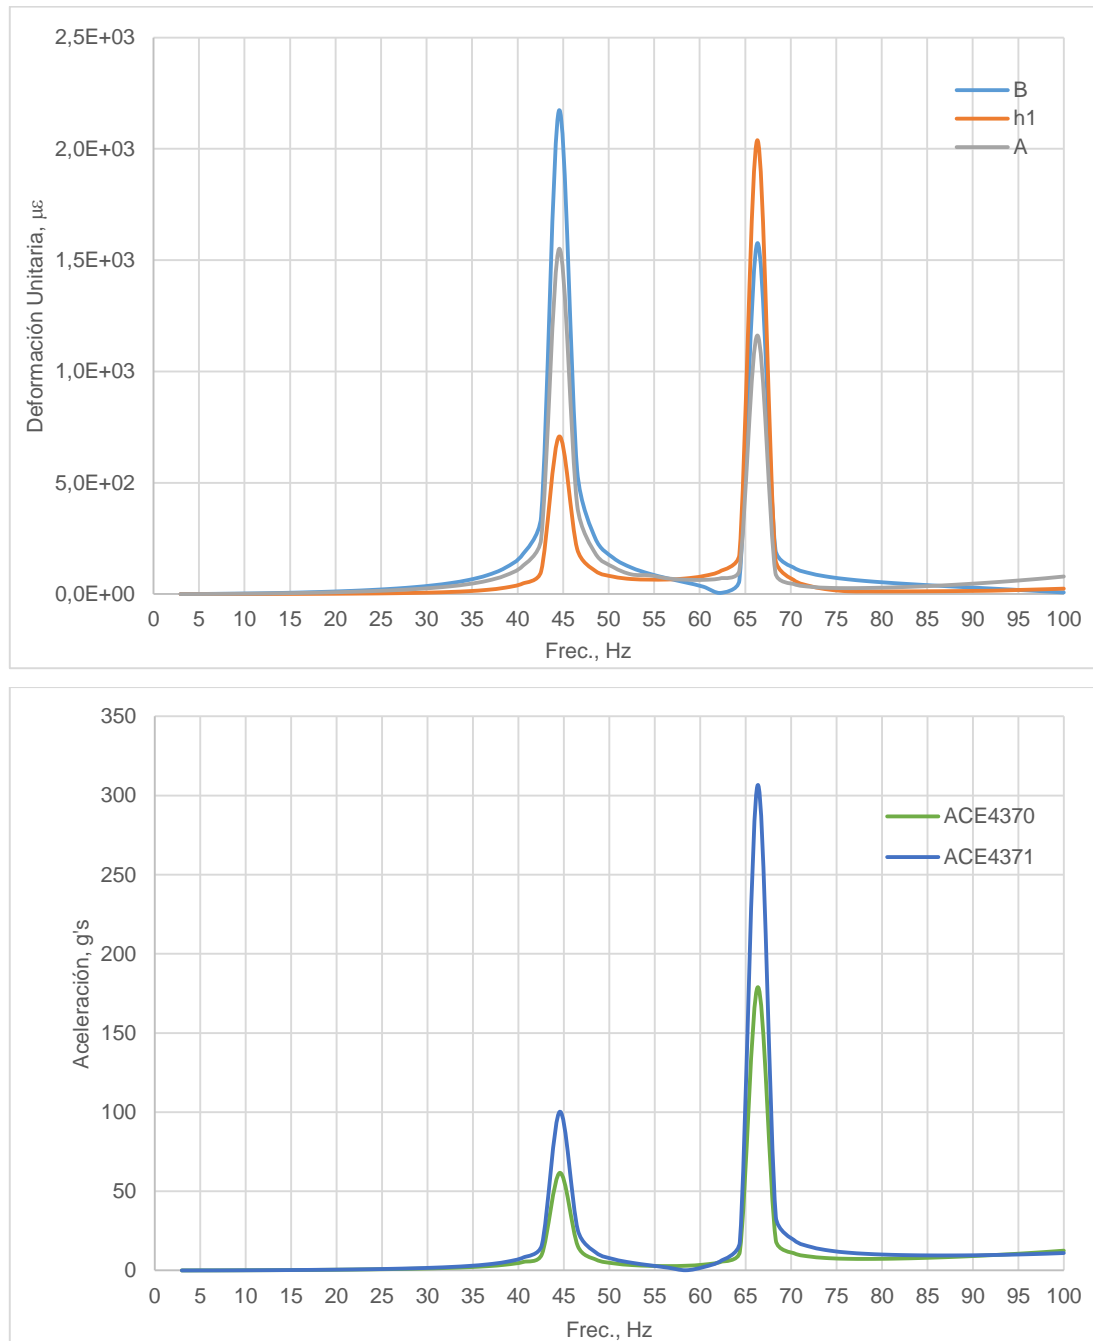 2,5E+03
2,0E+03
1,5E+03
1,0E+03
5,0E+02
0,0E+00
Deformación Unitaria, με
B
h1
A
0 5 10 15 20 25 30 35 40 45 50 55 60 65 70 75 80 85 90 95 100
Frec., Hz
350
300
250
200
150
100
50
0
Aceleración, g's
ACE4370
ACE4371
0 5 10 15 20 25 30 35 40 45 50 55 60 65 70 75 80 85 90 95 100
Frec., Hz